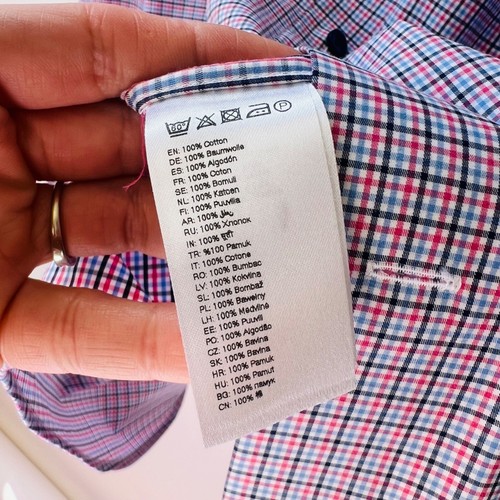 60°
P
EN: 100% Cotton
DE: 100% Baumwolle
ES: 100% Algodón
FR: 100% Coton
SE: 100% Bomull
NL: 100% Katoen
FI: 100% Puuvilla
AR: 100%
RU: 100% Хлопок
IN: 100% सूती
TR: %100 Pamuk
IT: 100% Cotone
RO: 100% Bumbac
LV: 100% Kokvilna
SL: 100% Bombaž
PL: 100% Bawełny
LH: 100% Medvilnė
EE: 100% Puuvill
PO: 100% Algodão
CZ: 100% Bavlna
SK: 100% Bavlna
HR: 100% Pamuk
HU: 100% Pamut
BG: 100% памук
CN: 100% 棉